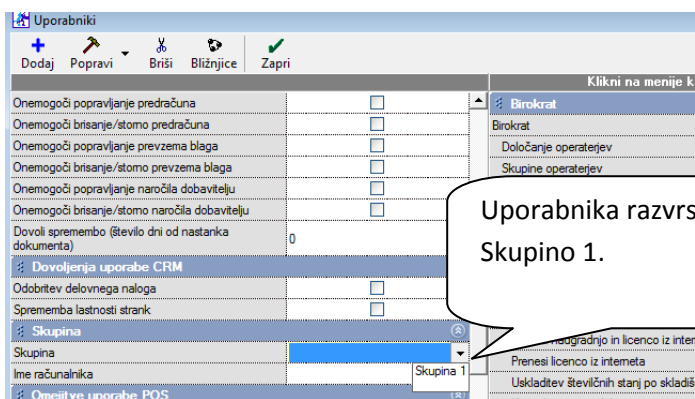 Uporabniki
Dodaj Popravi Briši Bližnjice Zapri
Klikni na menije k
Onemogoči popravljanje predračuna
Onemogoči brisanje/storno predračuna
Onemogoči popravljanje prevzema blaga
Onemogoči brisanje/storno prevzema blaga
Onemogoči popravljanje naročila dobavitelju
Onemogoči brisanje/storno naročila dobavitelju
Dovoli spremembo (število dni od nastanka
dokumenta)
0
Dovoljenja uporabe CRM
Odobritev delovnega naloga
Sprememba lastnosti strank
Skupina
Skupina
Skupina 1
Ime računalnika
Omejitve uporabe POS
Birokrat
Birokrat
Določanje operaterjev
Skupine operaterjev
Uporabnika razvrs
Skupino 1.
nadgradnjo in licenco iz inter
Prenesi licenco iz interneta
Uskladitev številčnih stanj po skladiš